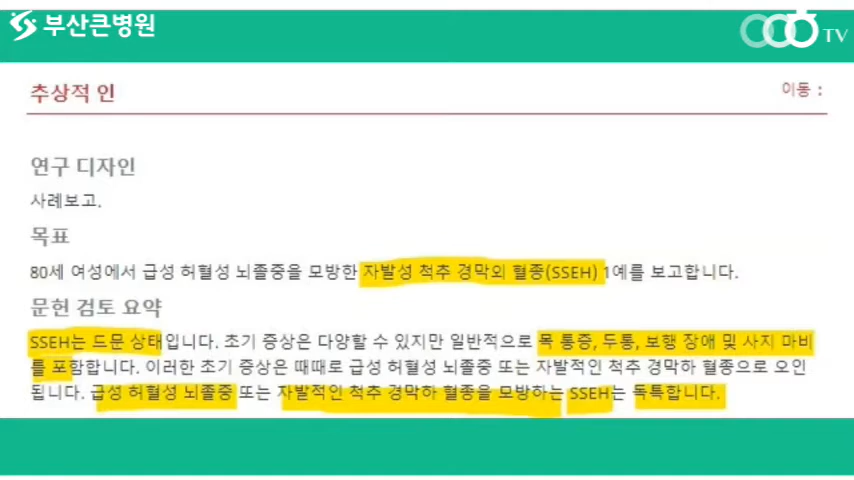 부산큰병원
TV
추상적 인
이동 :
연구 디자인
사례보고.
목표
80세 여성에서 급성 허혈성 뇌졸중을 모방한 자발성 척추 경막외 혈종(SSEH) 1예를 보고합니다.
문헌 검토 요약
SSEH는 드문 상태입니다. 초기 증상은 다양할 수 있지만 일반적으로 목 통증, 두통, 보행 장애 및 사지 마비
를 포함합니다. 이러한 초기 증상은 때때로 급성 허혈성 뇌졸중 또는 자발적인 척추 경막하 혈종으로 오인
됩니다. 급성 허혈성 뇌졸중 또는 자발적인 척추 경막하 혈종을 모방하는 SSEH는 독특합니다.